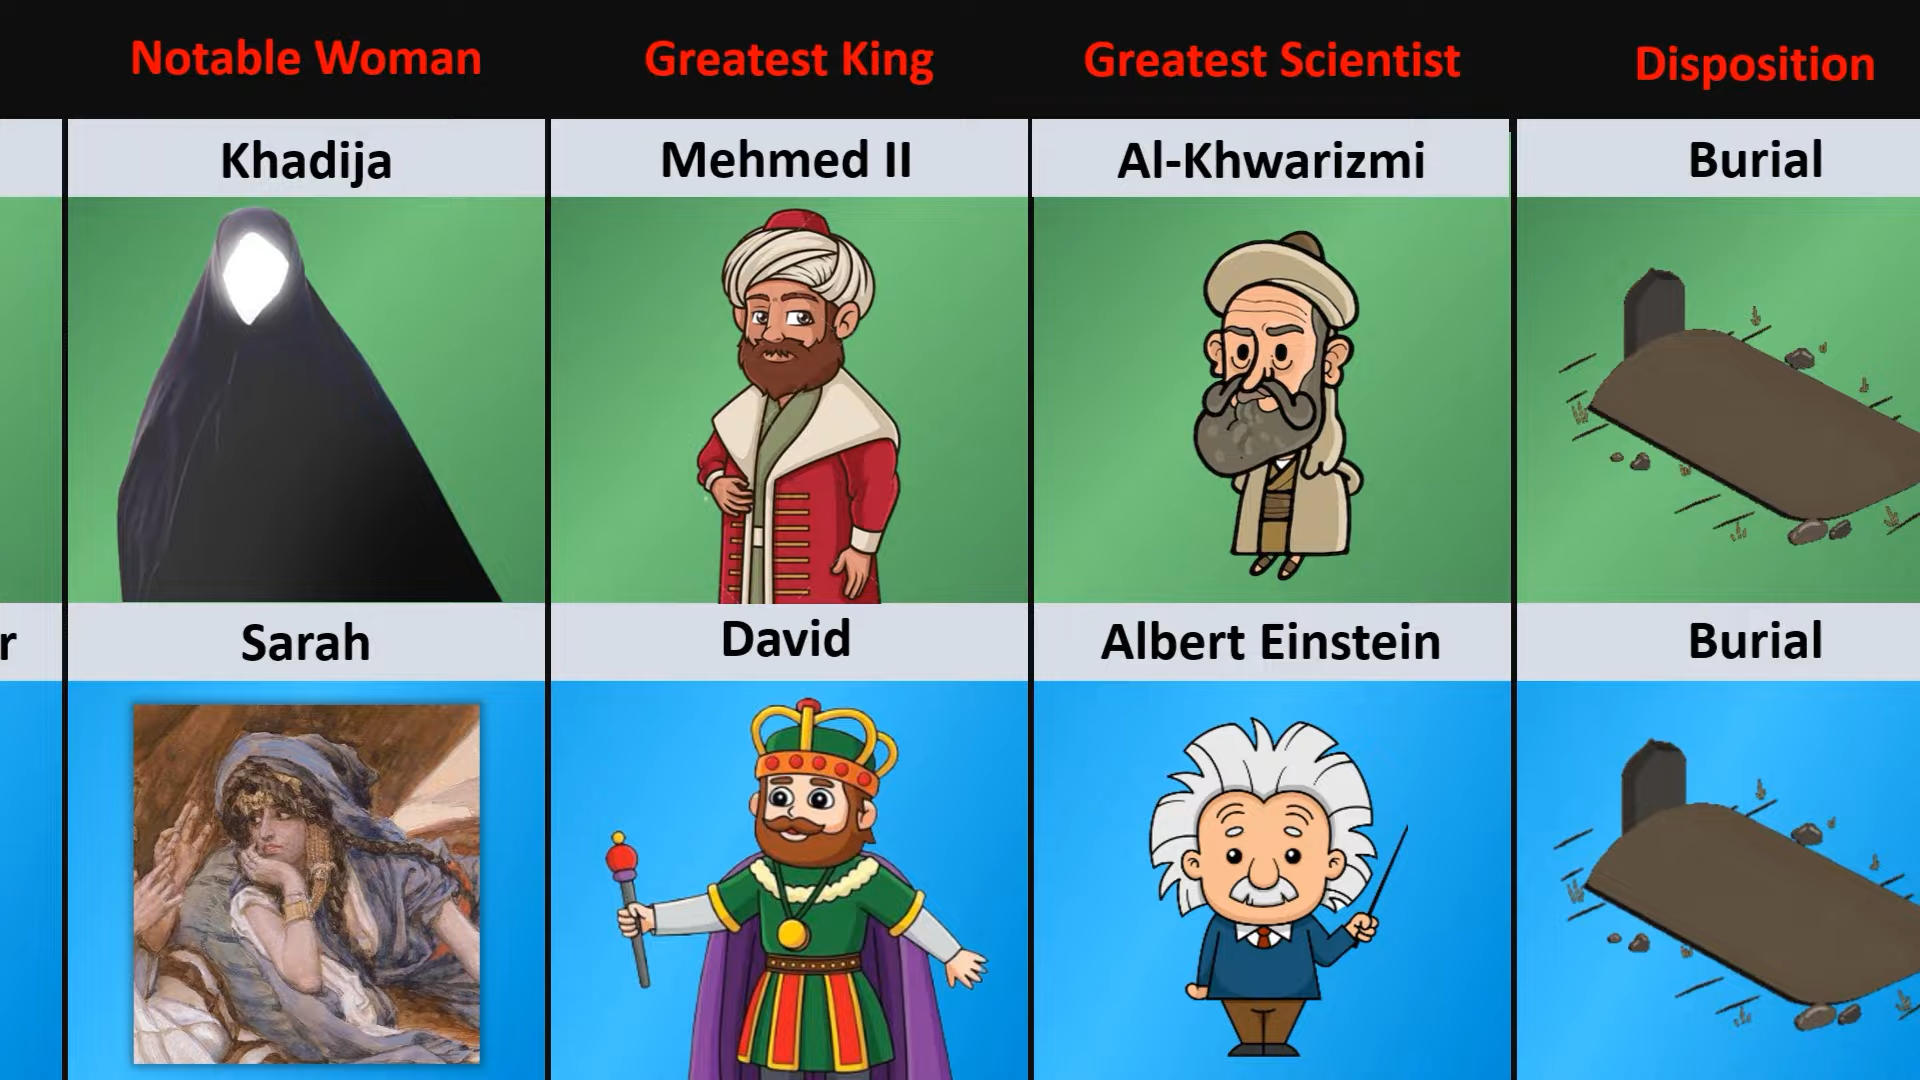 Notable Woman
Greatest King
Greatest Scientist
Disposition
Khadija
Mehmed II
Al-Khwarizmi
Burial
r
Sarah
David
Albert Einstein
Burial